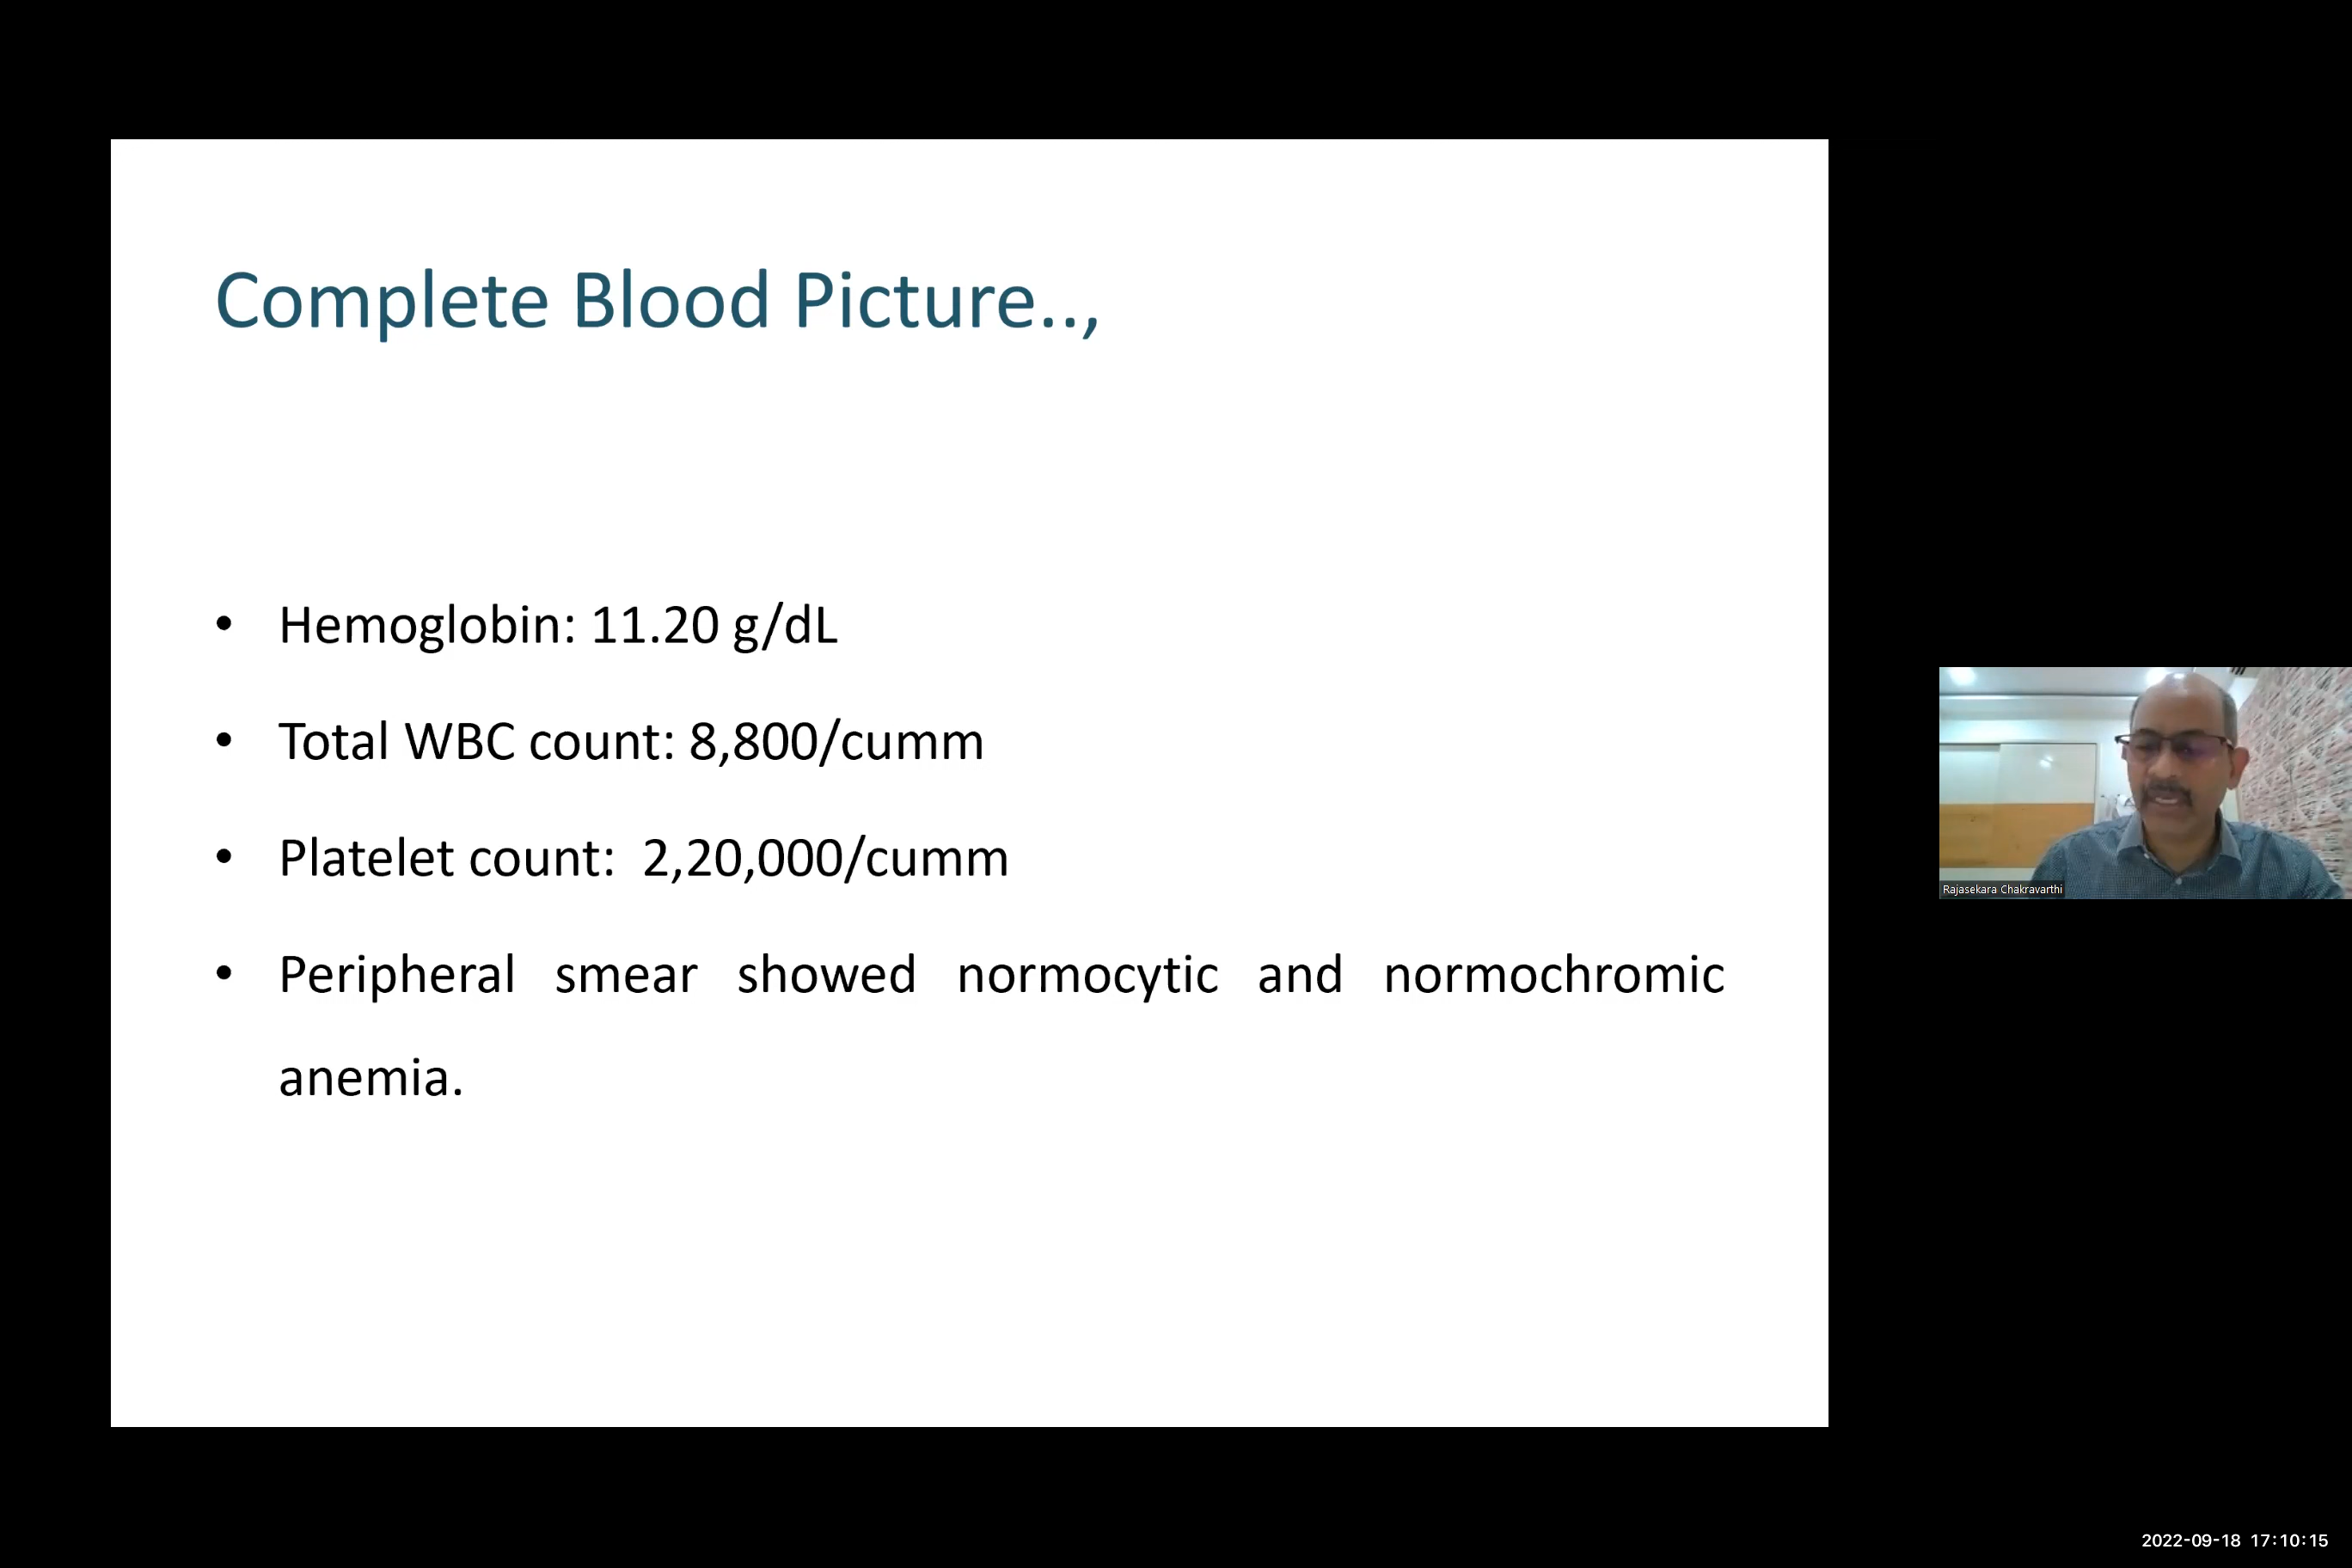 Complete Blood Picture..,
• Hemoglobin: 11.20 g/dL
• Total WBC count: 8,800/cumm
• Platelet count:  2,20,000/cumm
• Peripheral smear showed normocytic and normochromic
anemia.
Rajasekara Chakravarthi
2022-09-18 17:10:15